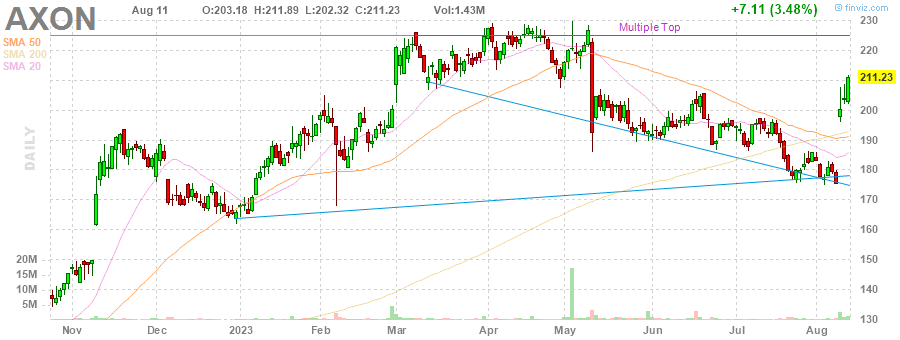 AXON Aug 11 O:203.18 H:211.89 L:202.32 C:211.23 Vol:1.43M +7.11 (3.48%) © finviz.com
SMA 50
SMA 200
SMA 20
DAILY
Multiple Top
230
220
211.23
200
190
180
170
160
150
140
130
20M
15M
10M
5M
Nov Dec 2023 Feb Mar Apr May Jun Jul Aug